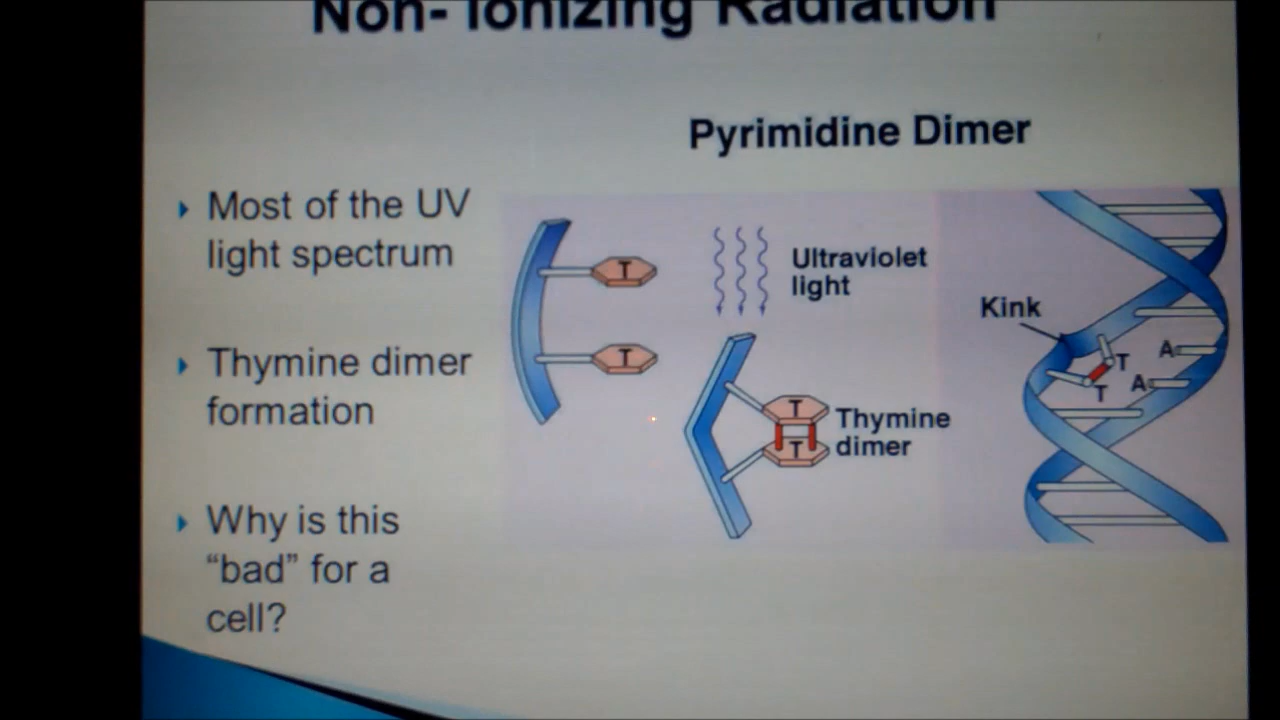 Non- Ionizing Radiation
Pyrimidine Dimer
Most of the UV
light spectrum
Thymine dimer
formation
Why is this
“bad” for a
cell?
T
T
Ultraviolet
light
T
T
Thymine
dimer
Kink
T
T
A
A